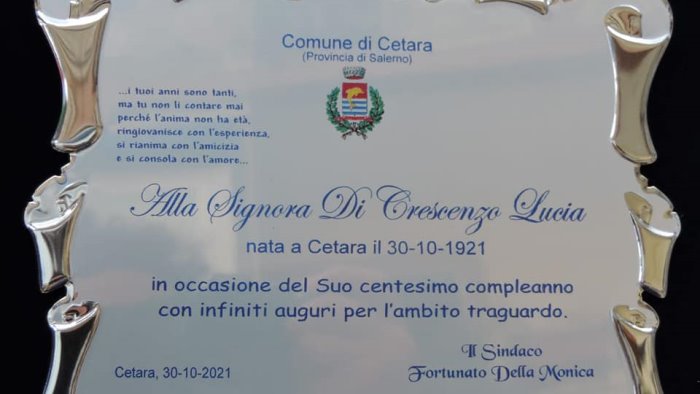 Comune di Cetara
(Provincia di Salerno)
...i tuoi anni sono tanti,
ma tu non li contare mai
perchè l'anima non ha età,
ringiovanisce con l'esperienza,
si rianima con l'amicizia
e si consola con l'amore...
Alla Signora Di Crescenzo Lucia
nata a Cetara il 30-10-1921
in occasione del Suo centesimo compleanno
con infiniti auguri per l'ambito traguardo.
Cetara, 30-10-2021
Il Sindaco
Fortunato Della Monica